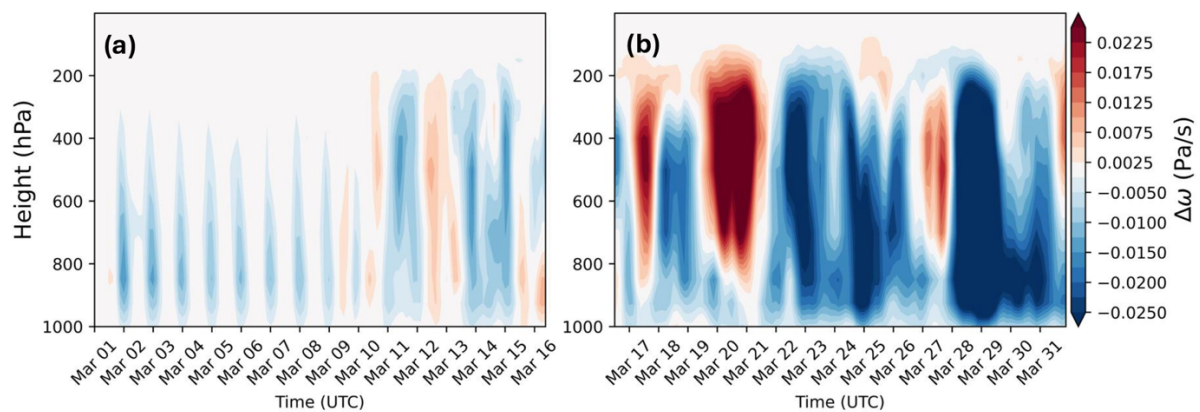 (a)
(b)
Height (hPa)
200
400
600
800
1000
Mar 01
Mar 02
Mar 03
Mar 04
Mar 05
Mar 06
Mar 07
Mar 08
Mar 09
Mar 10
Mar 11
Mar 12
Mar 13
Mar 14
Mar 15
Mar 16
Time (UTC)
200
400
600
800
1000
Mar 17
Mar 18
Mar 19
Mar 20
Mar 21
Mar 22
Mar 23
Mar 24
Mar 25
Mar 26
Mar 27
Mar 28
Mar 29
Mar 30
Mar 31
Time (UTC)
0.0225
0.0175
0.0125
0.0075
0.0025
−0.0050
−0.0100
−0.0150
−0.0200
−0.0250
Δω (Pa/s)